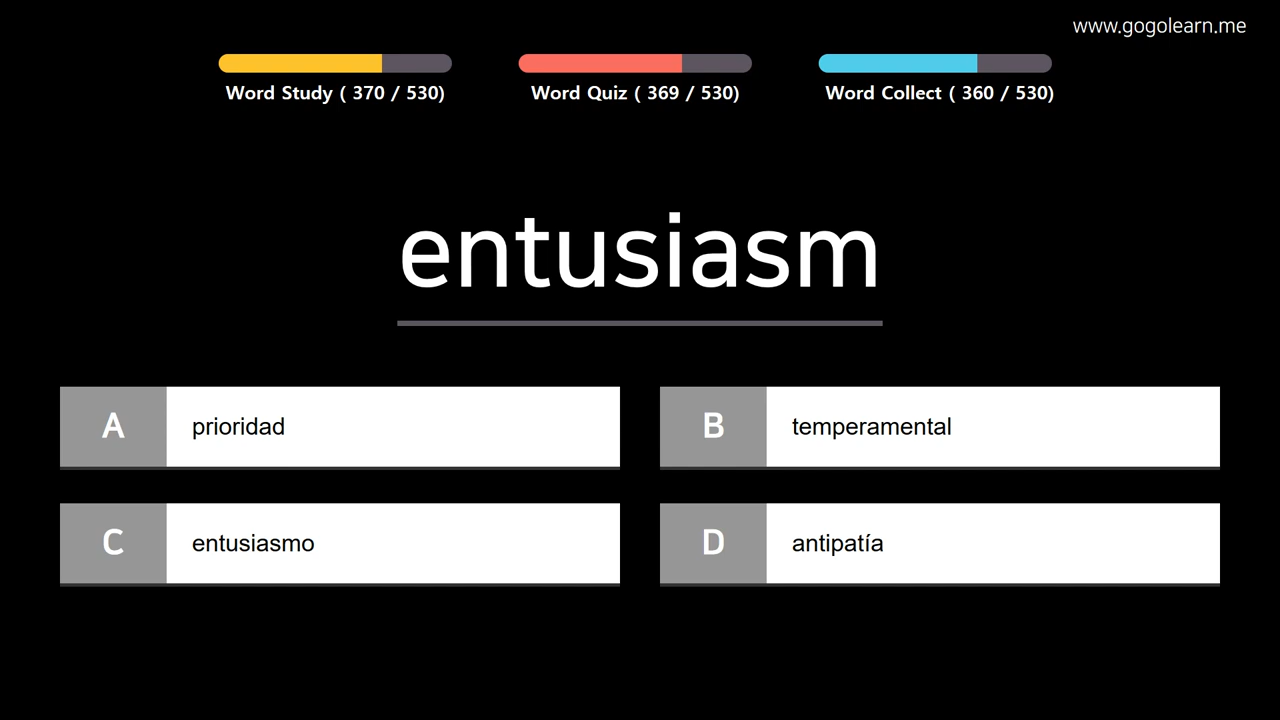 www.gogolearn.me
Word Study ( 370 / 530)
Word Quiz ( 369 / 530)
Word Collect ( 360 / 530)
entusiasm
A prioridad
B temperamental
C entusiasmo
D antipatía